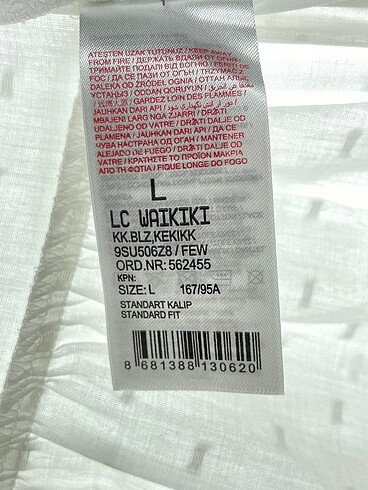 ATEŞTEN UZAK TUTUNUZ / KEEP AWAY
FROM FIRE / ДЕРЖАТЬ ВДАЛИ ОТ ОГНЯ /
ТРИМАЙТЕ ПОДАЛІ ВІД ВОГНЮ / FERIȚI DE
FOC / ДА СЕ ПАЗИ ОТ ОГЪН / TRZYMAĆ Z
DALEKA OD ŹRÓDEŁ OGNIA / ОТТАН АЛЫС
ҰСТАҢЫЗ / ODDAN QORUYUN /
GARDEZ LOIN DES FLAMMES /
JAUHKAN DARI API /
MBAJENI LARG NGA ZJARRI / DRŽATI
UDALJENO OD VATRE / DRŽATI DALJE OD
PLAMENA / JAUHKAN DARI API / ДА СЕ
ЧУВА НАСТРАНА ОД ОГАН / MANTENER
ALEJADO de FUEGO / DRŽATI DALJE OD
VATRE / ΚΡΑΤΗΣΤΕ ΤΟ ΠΡΟΪΟΝ ΜΑΚΡΙΑ
ΑΠΟ ΤΗ ΦΩΤΙΑ / FIQUE LONGE DO FOGO
L
LC WAIKIKI
KK.BLZ,KEKIKK
9SU506Z8 / FEW
ORD.NR: 562455
KPN:
SIZE: L 167/95A
STANDART KALIP
STANDARD FIT
8 681388 130620